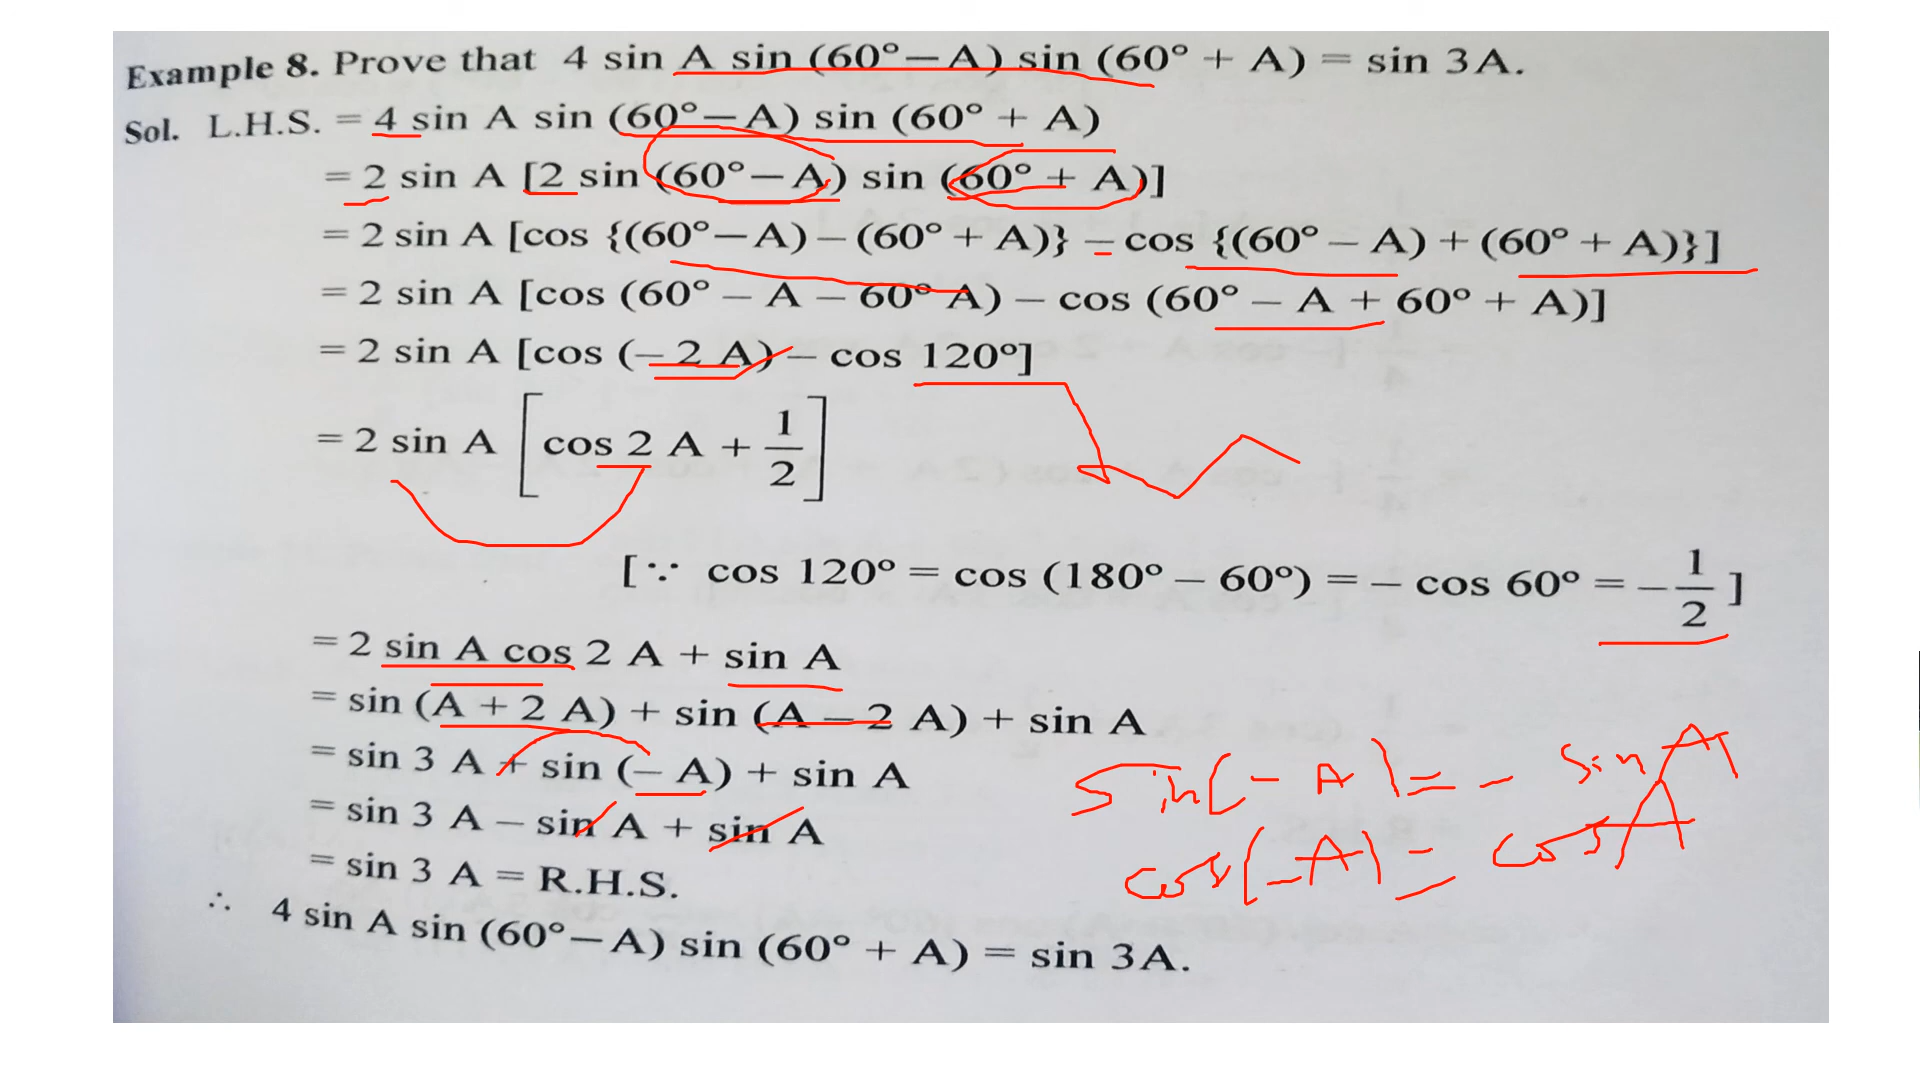 Example 8. Prove that 4 sin A sin (60° – A) sin (60° + A) = sin 3A.
Sol. L.H.S. = 4 sin A sin (60° – A) sin (60° + A)
= 2 sin A [2 sin (60° – A) sin (60° + A)]
= 2 sin A [cos {(60° – A) – (60° + A)} – cos {(60° – A) + (60° + A)}]
= 2 sin A [cos (60° – A – 60° A) – cos (60° – A + 60° + A)]
= 2 sin A [cos (– 2 A) – cos 120°]
= 2 sin A [cos 2 A + 1/2]
[∵ cos 120° = cos (180° – 60°) = – cos 60° = – 1/2 ]
= 2 sin A cos 2 A + sin A
= sin (A + 2 A) + sin (A – 2 A) + sin A
= sin 3 A + sin (– A) + sin A
sin(- A) = - sin A
= sin 3 A – sin A + sin A
cos(-A) = cos A
= sin 3 A = R.H.S.
∴ 4 sin A sin (60° – A) sin (60° + A) = sin 3A.